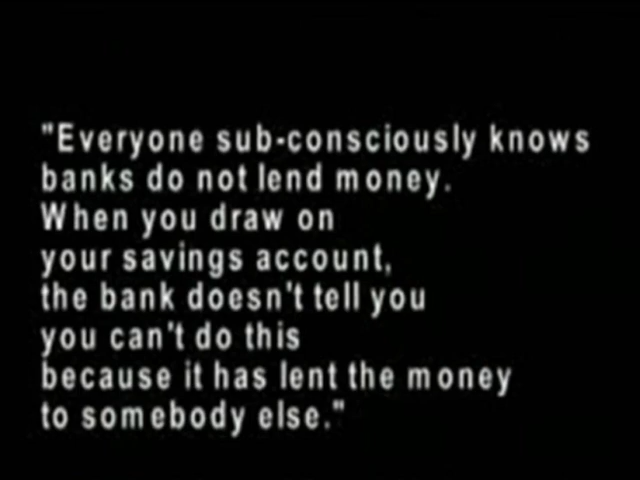 "Everyone sub-consciously knows
banks do not lend money.
When you draw on
your savings account,
the bank doesn't tell you
you can't do this
because it has lent the money
to somebody else."